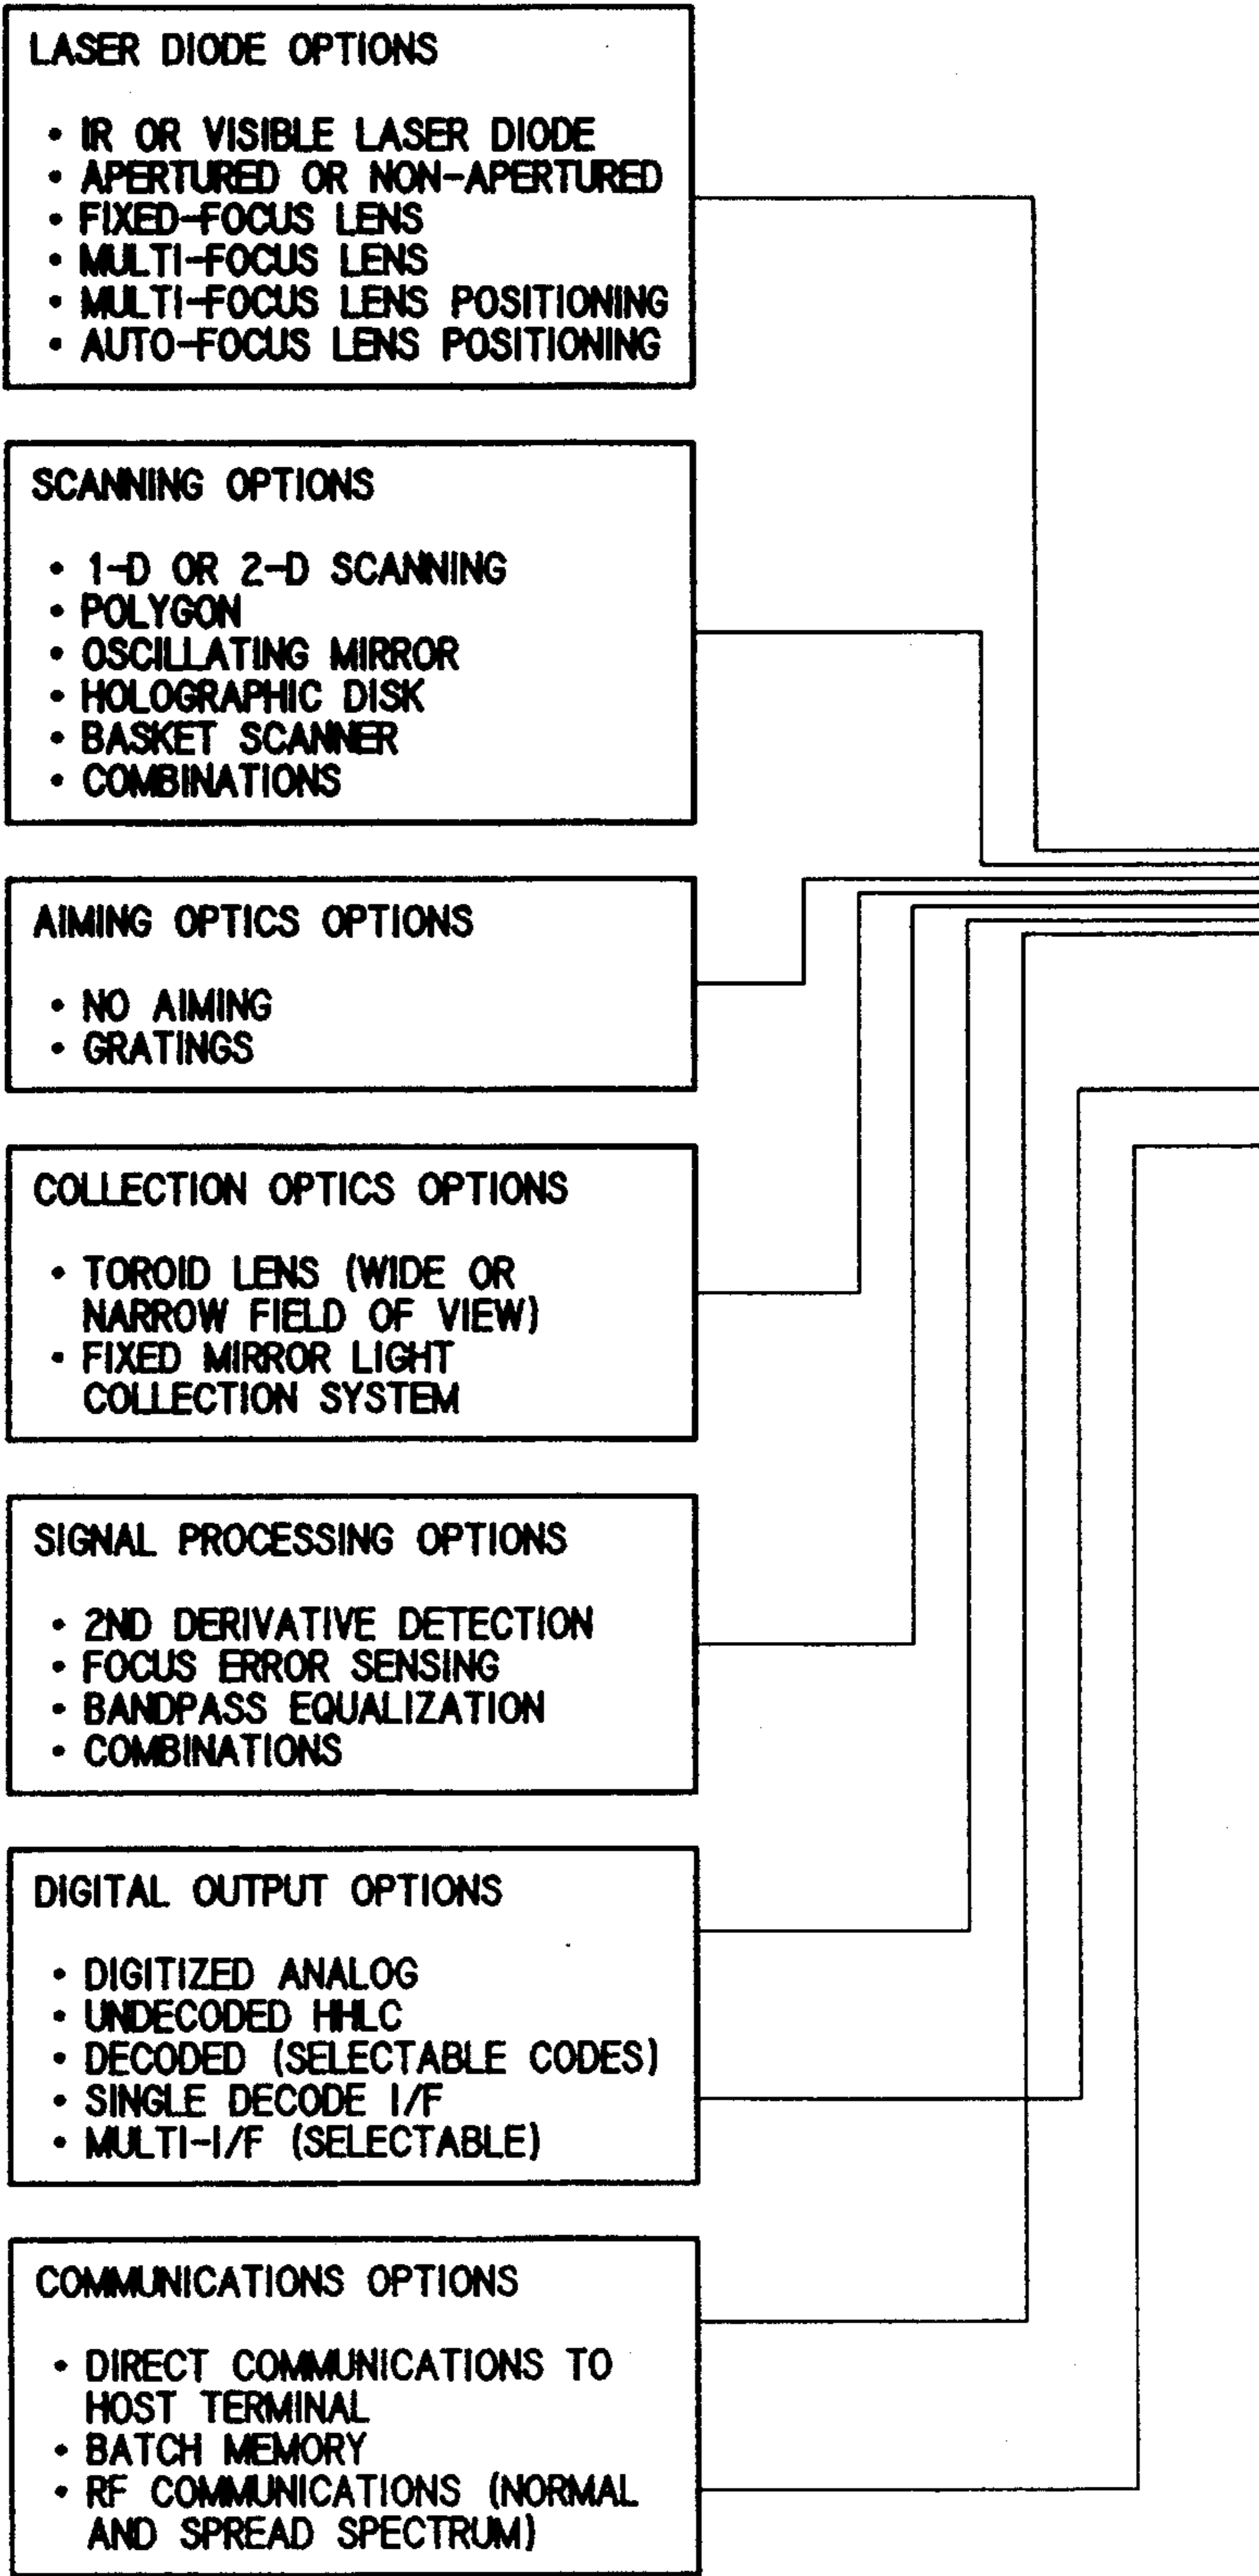 LASER DIODE OPTIONS
• IR OR VISIBLE LASER DIODE
• APERTURED OR NON-APERTURED
• FIXED-FOCUS LENS
• MULTI-FOCUS LENS
• MULTI-FOCUS LENS POSITIONING
• AUTO-FOCUS LENS POSITIONING
SCANNING OPTIONS
• 1-D OR 2-D SCANNING
• POLYGON
• OSCILLATING MIRROR
• HOLOGRAPHIC DISK
• BASKET SCANNER
• COMBINATIONS
AIMING OPTICS OPTIONS
• NO AIMING
• GRATINGS
COLLECTION OPTICS OPTIONS
• TOROID LENS (WIDE OR
NARROW FIELD OF VIEW)
• FIXED MIRROR LIGHT
COLLECTION SYSTEM
SIGNAL PROCESSING OPTIONS
• 2ND DERIVATIVE DETECTION
• FOCUS ERROR SENSING
• BANDPASS EQUALIZATION
• COMBINATIONS
DIGITAL OUTPUT OPTIONS
• DIGITIZED ANALOG
• UNDECODED HHLC
• DECODED (SELECTABLE CODES)
• SINGLE DECODE I/F
• MULTI-I/F (SELECTABLE)
COMMUNICATIONS OPTIONS
• DIRECT COMMUNICATIONS TO
HOST TERMINAL
• BATCH MEMORY
• RF COMMUNICATIONS (NORMAL
AND SPREAD SPECTRUM)